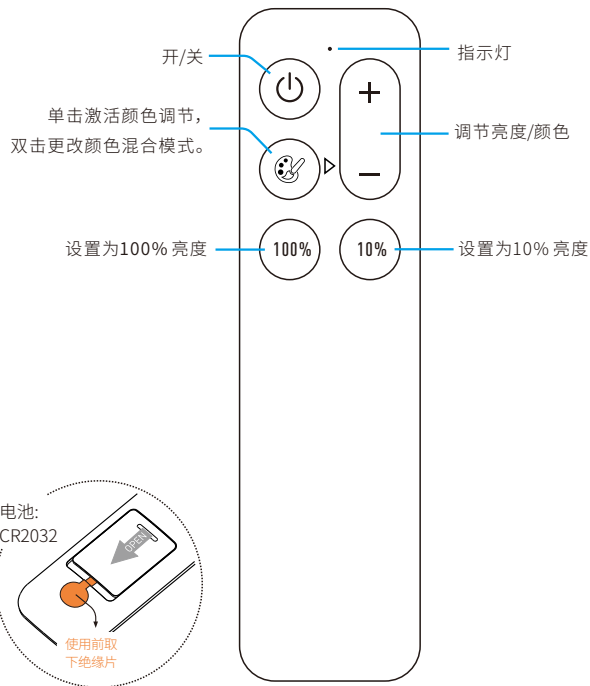 开/关
指示灯
单击激活颜色调节，
双击更改颜色混合模式。
调节亮度/颜色
设置为100% 亮度
100%
10%
设置为10% 亮度
电池:
CR2032
OPEN
使用前取
下绝缘片